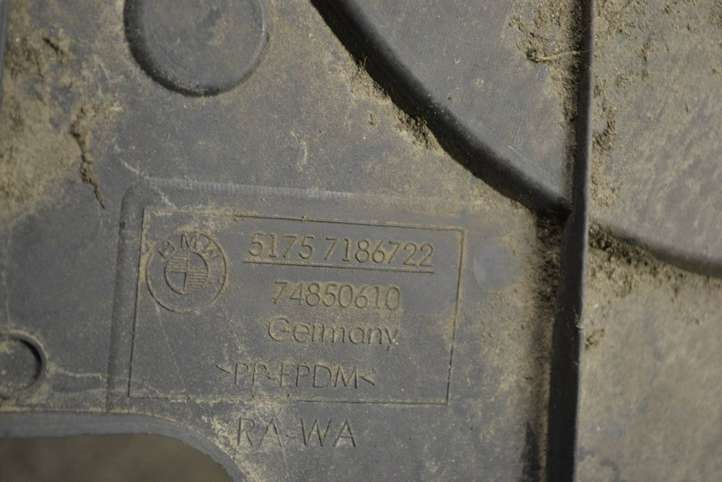 BMW
5175 7186722
74850610
Germany
>PP-EPDM<
RA-WA